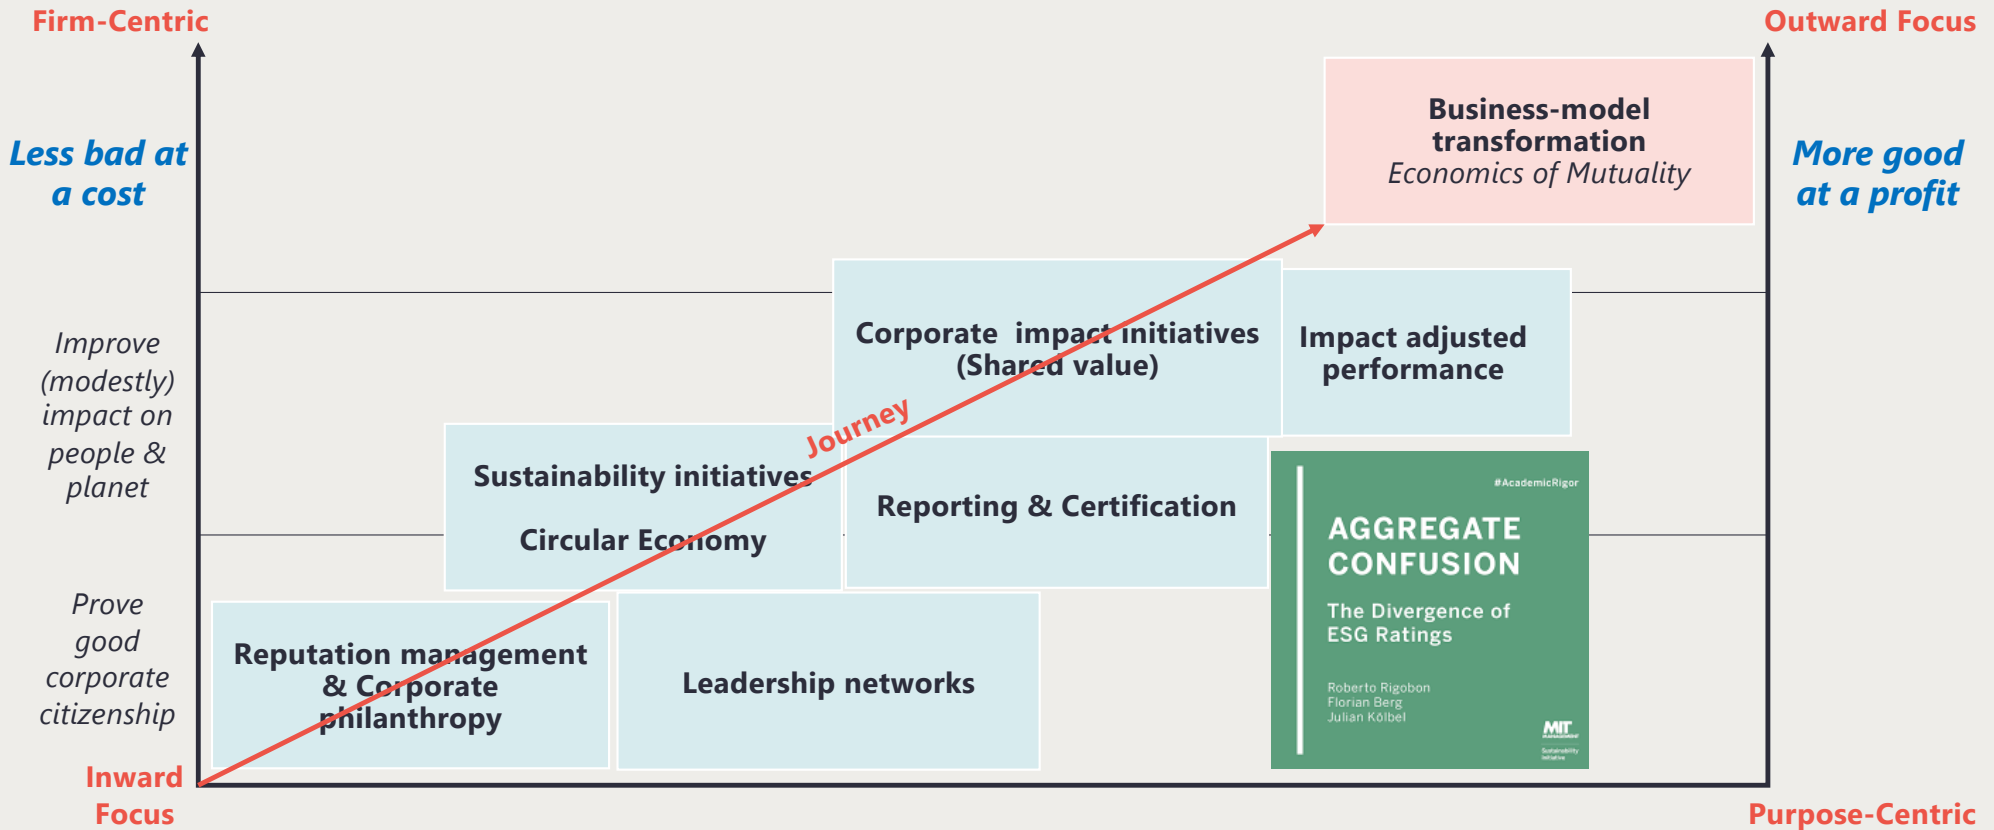 Firm-Centric
Outward Focus
Less bad at
a cost
Business-model
transformation
Economics of Mutuality
More good
at a profit
Improve
(modestly)
impact on
people &
planet
Corporate impact initiatives
(Shared value)
Impact adjusted
performance
Journey
Sustainability initiatives
Circular Economy
Reporting & Certification
#AcademicRigor
AGGREGATE
CONFUSION
The Divergence of
ESG Ratings
Roberto Rigobon
Florian Berg
Julian Kölbel
MIT
MANAGEMENT
Sustainability
Initiative
Prove
good
corporate
citizenship
Reputation management
& Corporate
philanthropy
Leadership networks
Inward
Focus
Purpose-Centric